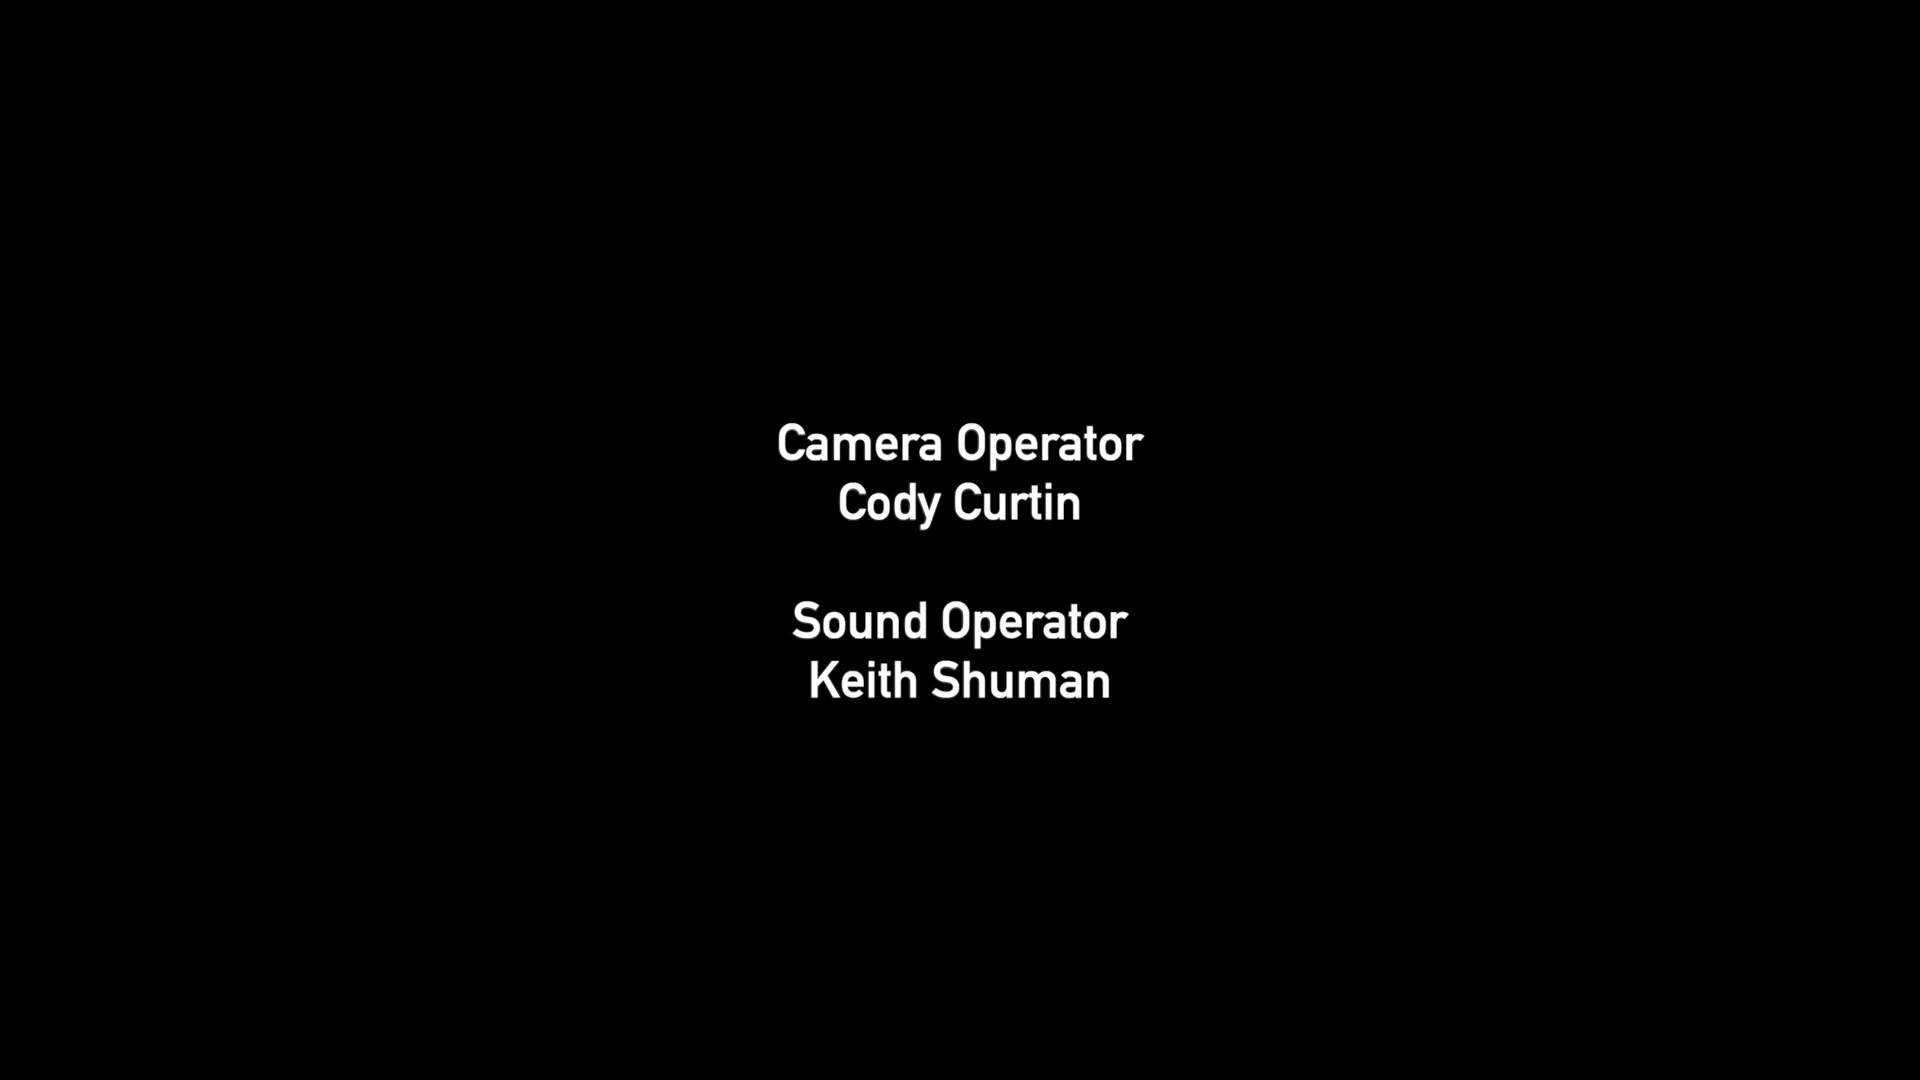 Camera Operator
Cody Curtin
Sound Operator
Keith Shuman